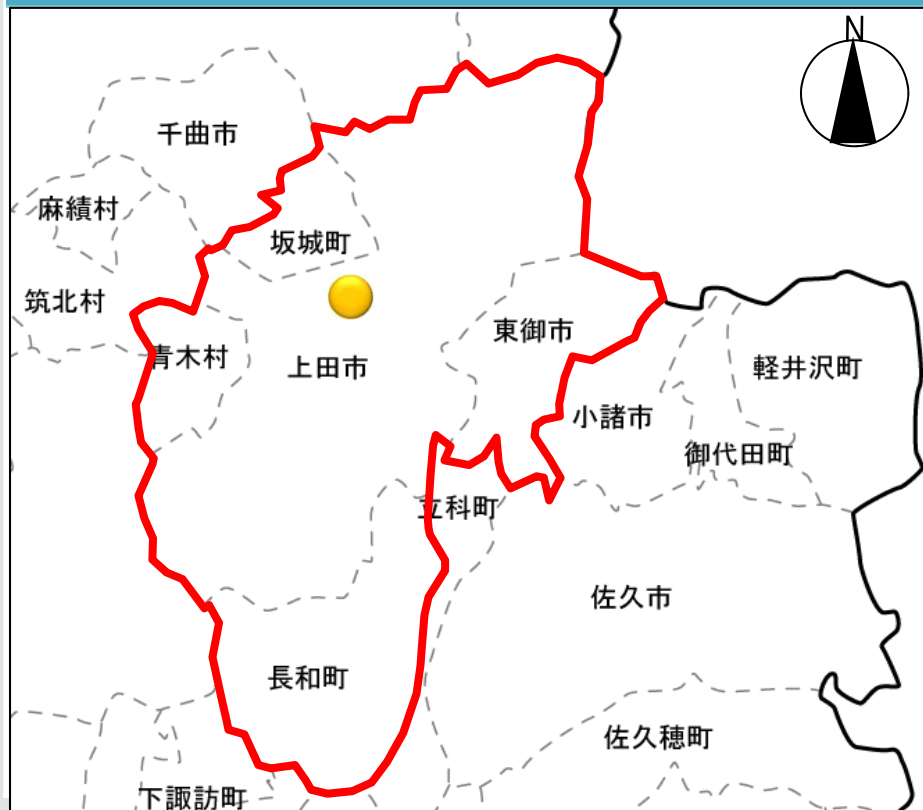 N
千曲市
麻績村
坂城町
筑北村
東御市
青木村
上田市
軽井沢町
小諸市
御代田町
立科町
佐久市
長和町
佐久穂町
下諏訪町